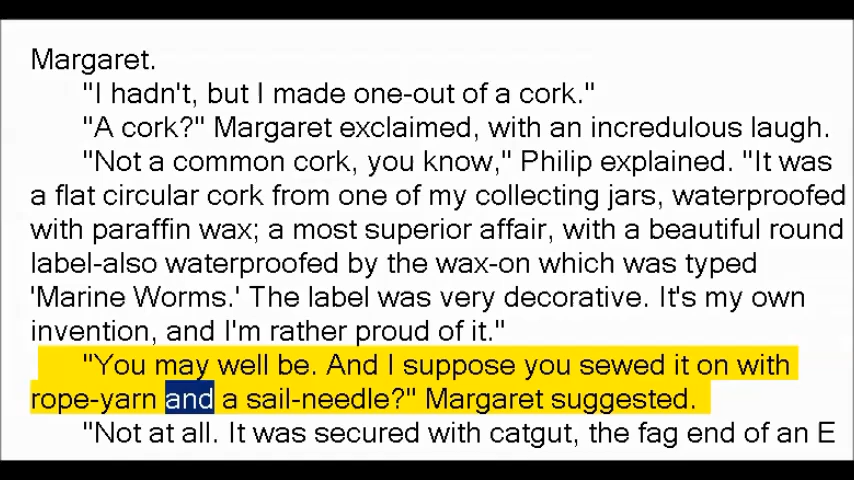 Margaret.
"I hadn't, but I made one-out of a cork."
"A cork?" Margaret exclaimed, with an incredulous laugh.
"Not a common cork, you know," Philip explained. "It was
a flat circular cork from one of my collecting jars, waterproofed
with paraffin wax; a most superior affair, with a beautiful round
label-also waterproofed by the wax-on which was typed
'Marine Worms.' The label was very decorative. It's my own
invention, and I'm rather proud of it."
"You may well be. And I suppose you sewed it on with
rope-yarn and a sail-needle?" Margaret suggested.
"Not at all. It was secured with catgut, the fag end of an E